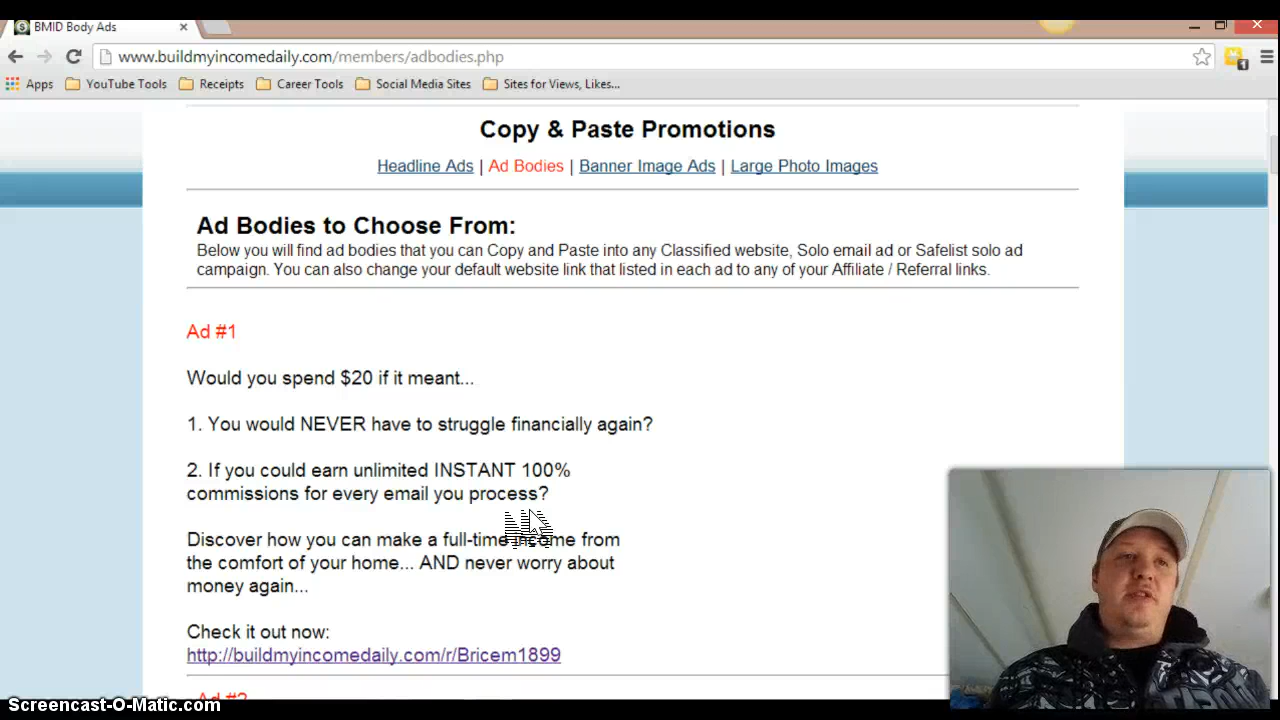 BMID Body Ads
www.buildmyincomedaily.com/members/adbodies.php
Apps YouTube Tools Receipts Career Tools Social Media Sites Sites for Views, Likes...
1
Copy & Paste Promotions
Headline Ads | Ad Bodies | Banner Image Ads | Large Photo Images
Ad Bodies to Choose From:
Below you will find ad bodies that you can Copy and Paste into any Classified website, Solo email ad or Safelist solo ad
campaign. You can also change your default website link that listed in each ad to any of your Affiliate / Referral links.
Ad #1
Would you spend $20 if it meant...
1. You would NEVER have to struggle financially again?
2. If you could earn unlimited INSTANT 100%
commissions for every email you process?
Discover how you can make a full-time income from
the comfort of your home... AND never worry about
money again...
Check it out now:
http://buildmyincomedaily.com/r/Bricem1899
Ad #2
Screencast-O-Matic.com